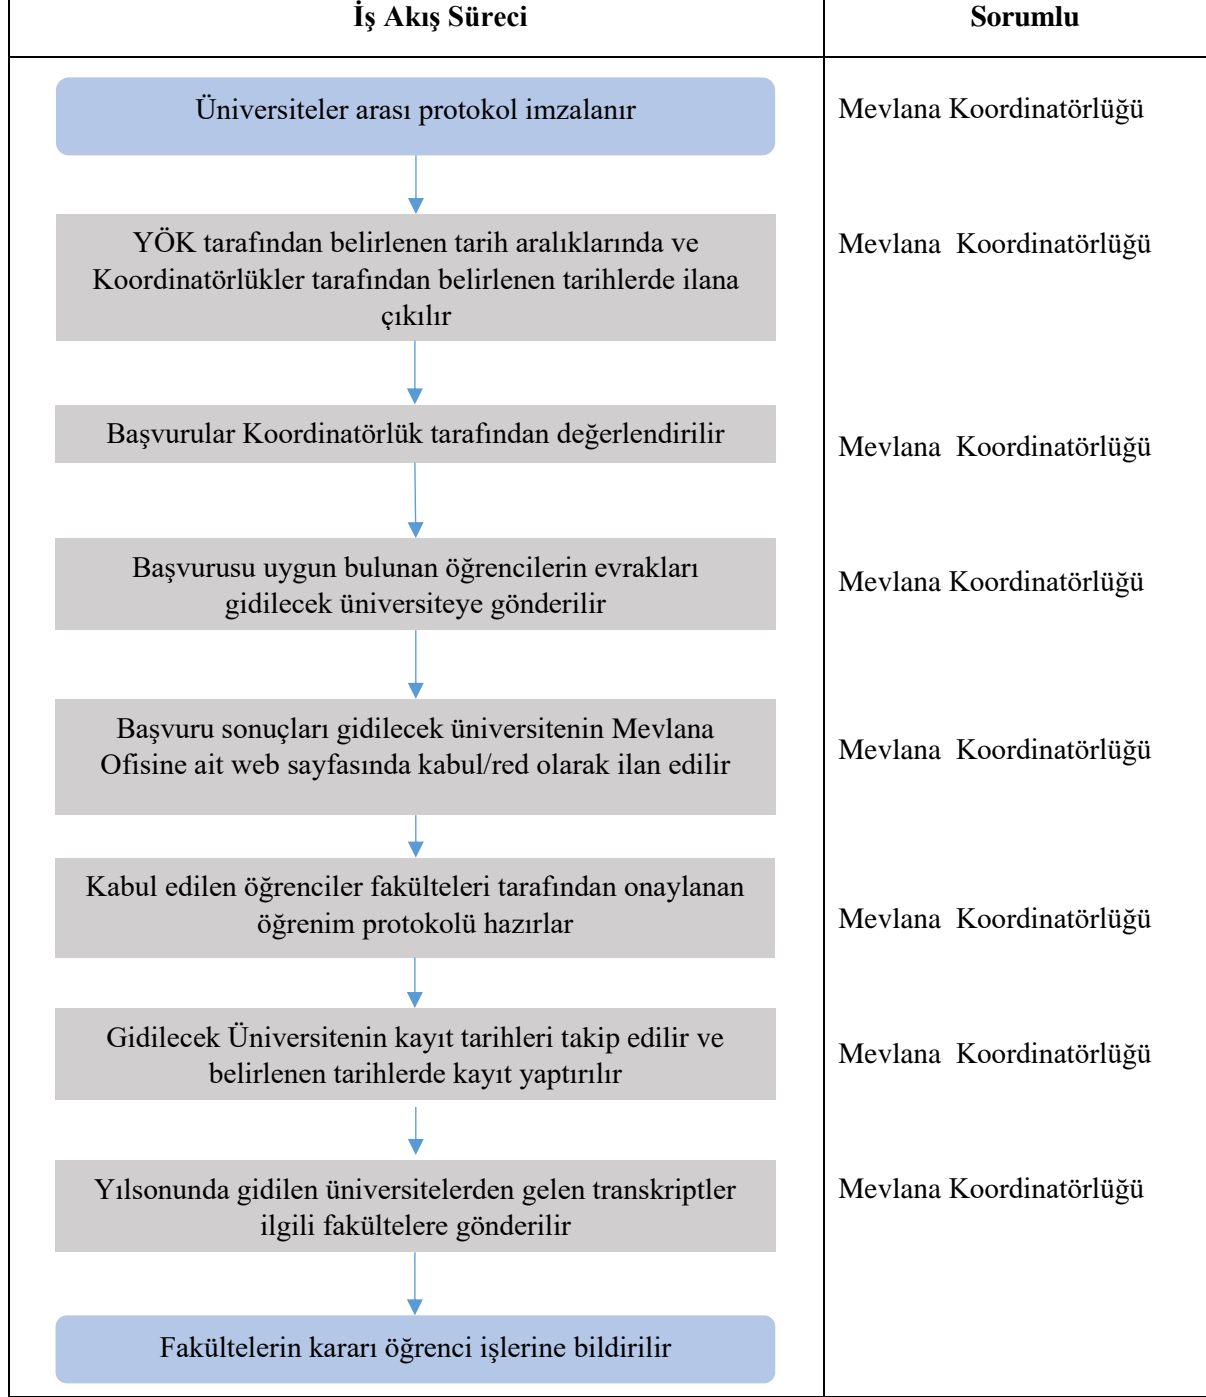 İş Akış Süreci
Sorumlu
Üniversiteler arası protokol imzalanır
Mevlana Koordinatörlüğü
YÖK tarafından belirlenen tarih aralıklarında ve
Koordinatörlükler tarafından belirlenen tarihlerde ilana
çıkılır
Mevlana  Koordinatörlüğü
Başvurular Koordinatörlük tarafından değerlendirilir
Mevlana  Koordinatörlüğü
Başvurusu uygun bulunan öğrencilerin evrakları
gidilecek üniversiteye gönderilir
Mevlana Koordinatörlüğü
Başvuru sonuçları gidilecek üniversitenin Mevlana
Ofisine ait web sayfasında kabul/red olarak ilan edilir
Mevlana  Koordinatörlüğü
Kabul edilen öğrenciler fakülteleri tarafından onaylanan
öğrenim protokolü hazırlar
Mevlana  Koordinatörlüğü
Gidilecek Üniversitenin kayıt tarihleri takip edilir ve
belirlenen tarihlerde kayıt yaptırılır
Mevlana  Koordinatörlüğü
Yılsonunda gidilen üniversitelerden gelen transkriptler
ilgili fakültelere gönderilir
Mevlana Koordinatörlüğü
Fakültelerin kararı öğrenci işlerine bildirilir